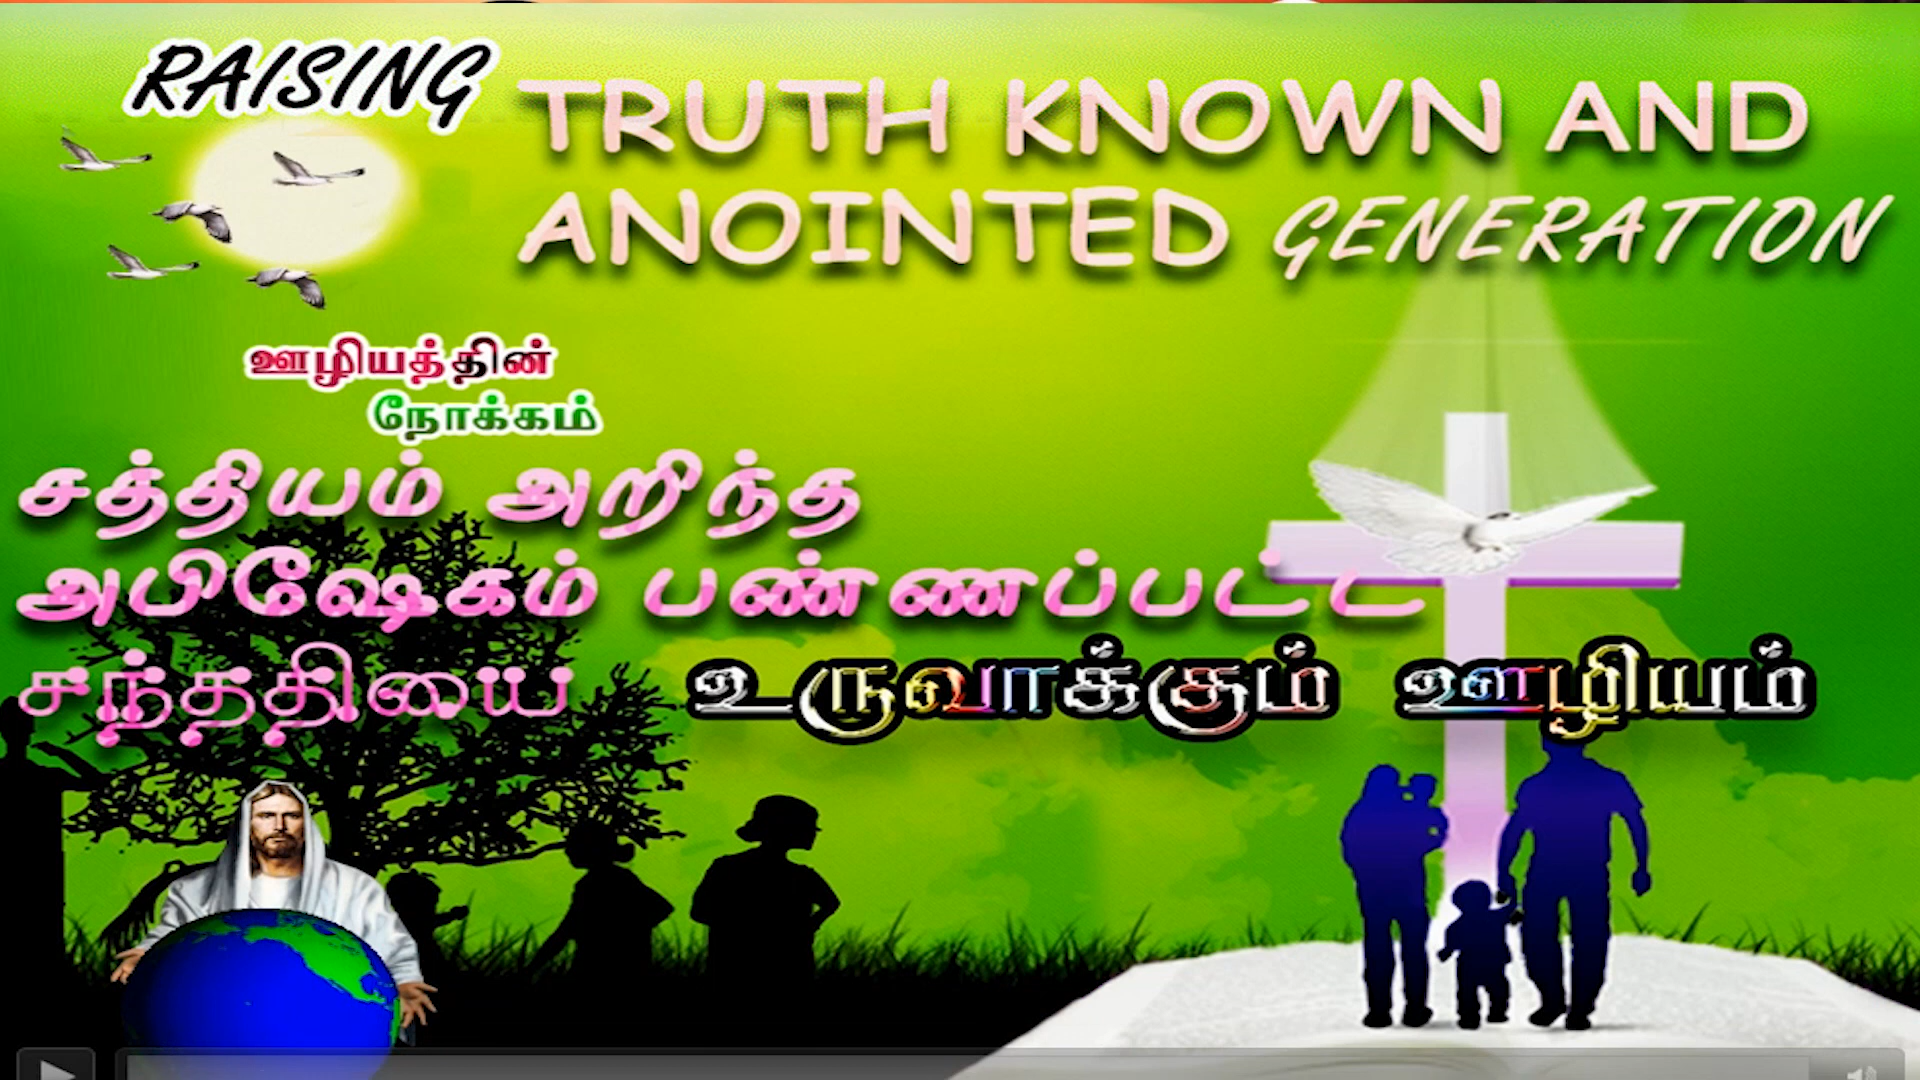 RAISING
TRUTH KNOWN AND
ANOINTED GENERATION
ஊழியத்தின்
நோக்கம்
சத்தியம் அறிந்த
அபிஷேகம் பண்ணப்பட்ட
சந்ததியை உருவாக்கும் ஊழியம்